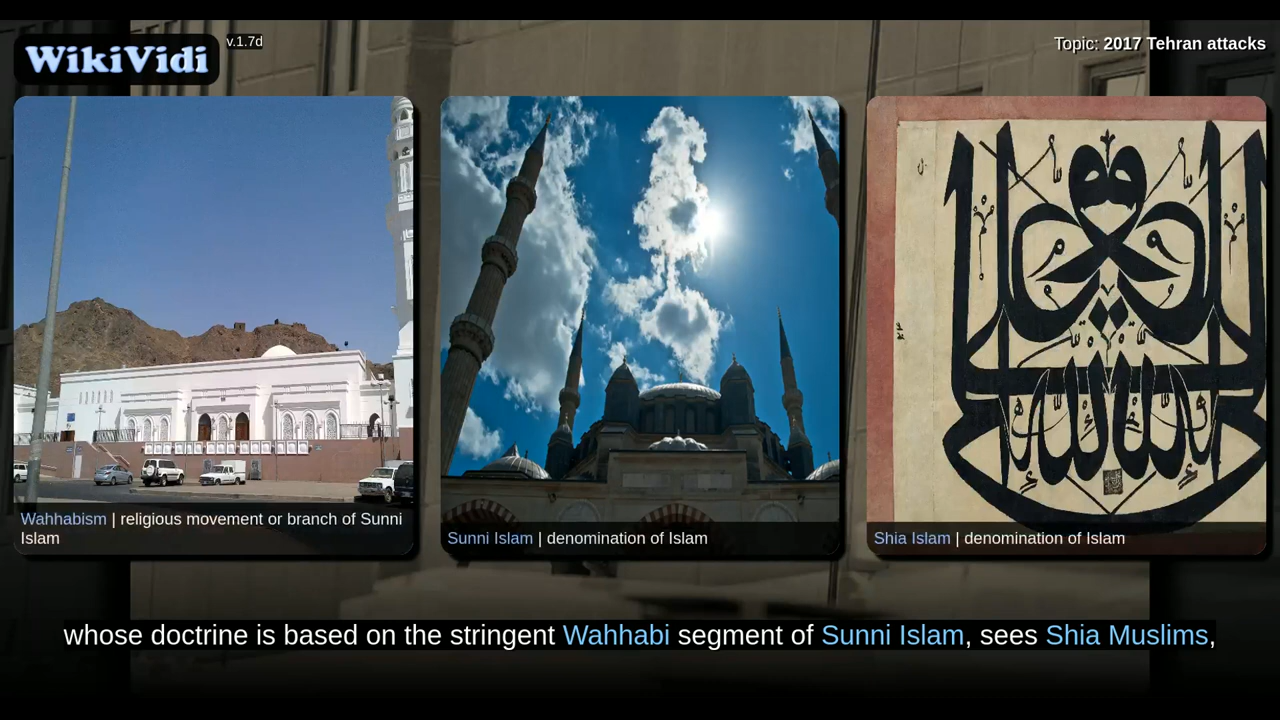 WikiVidi
v.1.7d
Topic: 2017 Tehran attacks
Wahhabism | religious movement or branch of Sunni
Islam
Sunni Islam | denomination of Islam
Shia Islam | denomination of Islam
whose doctrine is based on the stringent Wahhabi segment of Sunni Islam, sees Shia Muslims,